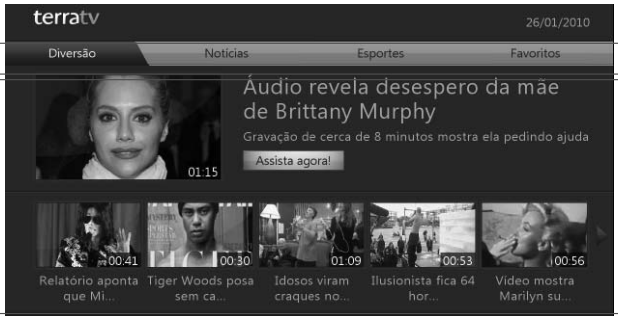 terratv
26/01/2010
Diversão Notícias Esportes Favoritos
Áudio revela desespero da mãe
de Brittany Murphy
Gravação de cerca de 8 minutos mostra ela pedindo ajuda
Assista agora!
01:15
00:41 00:30 01:09 00:53 00:56
Relatório aponta
que Mi...
Tiger Woods posa
sem ca...
Idosos viram
craques no...
Ilusionista fica 64
hor...
Video mostra
Marilyn su...